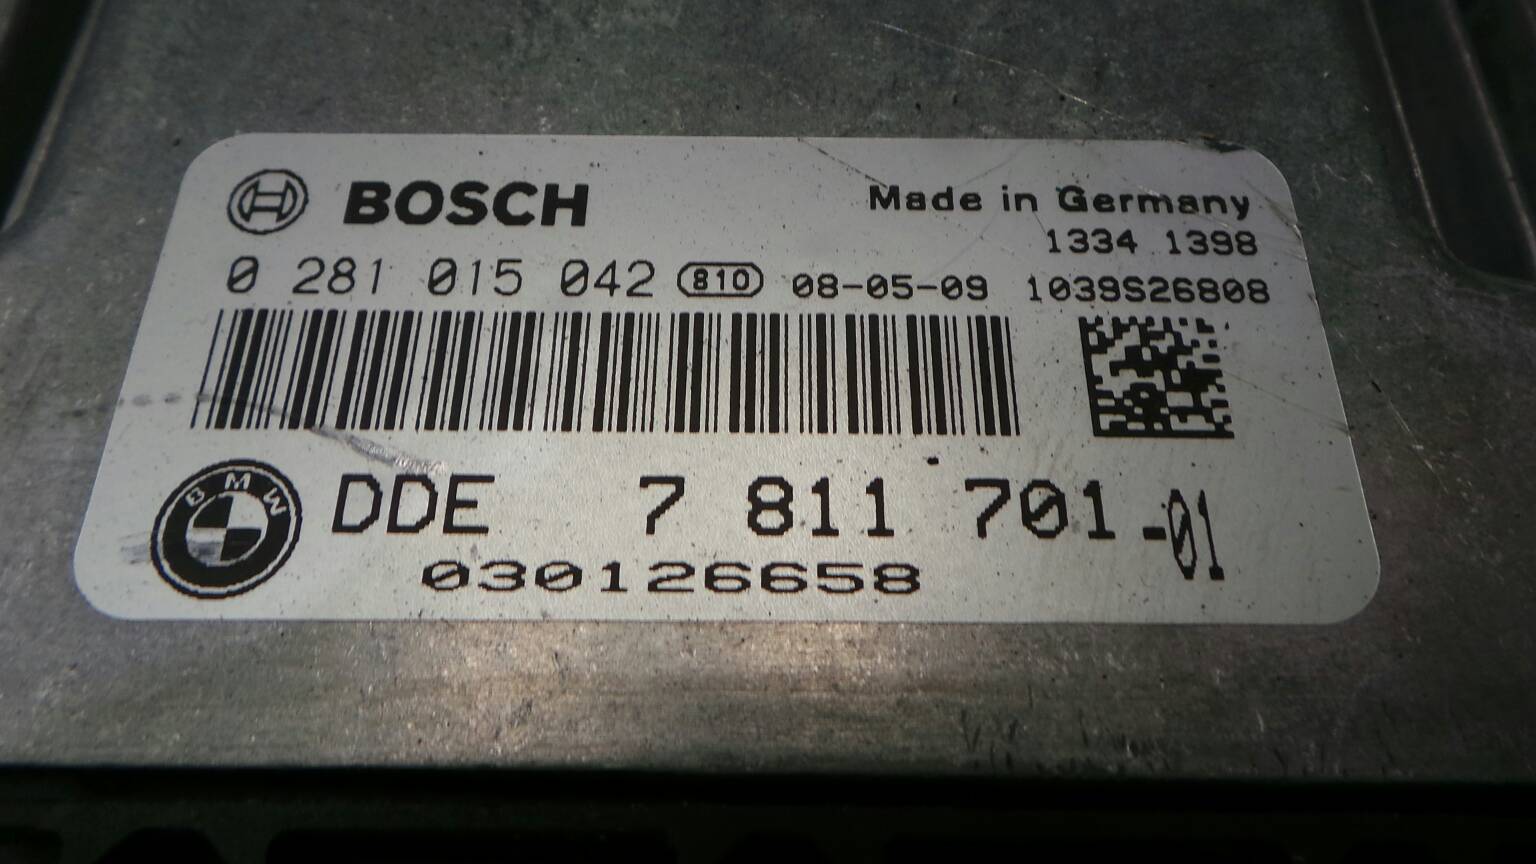 BOSCH
Made in Germany
1334 1398
0 281 015 042 810 08-05-09 1039S26808
BMW
DDE 7 811 701-01
030126658